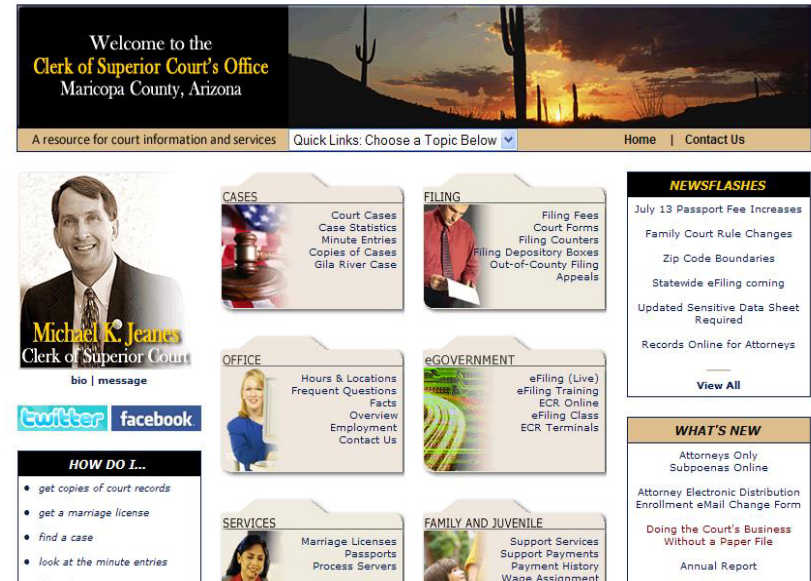 Welcome to the
Clerk of Superior Court's Office
Maricopa County, Arizona
A resource for court information and services
Quick Links: Choose a Topic Below
Home | Contact Us
Michael K. Jeanes
Clerk of Superior Court
bio | message
twitter
facebook
HOW DO I...
get copies of court records
get a marriage license
find a case
look at the minute entries
CASES
Court Cases
Case Statistics
Minute Entries
Copies of Cases
Gila River Case
FILING
Filing Fees
Court Forms
Filing Counters
Filing Depository Boxes
Out-of-County Filing
Appeals
OFFICE
Hours & Locations
Frequent Questions
Facts
Overview
Employment
Contact Us
eGOVERNMENT
eFiling (Live)
eFiling Training
ECR Online
eFiling Class
ECR Terminals
SERVICES
Marriage Licenses
Passports
Process Servers
FAMILY AND JUVENILE
Support Services
Support Payments
Payment History
Wage Assignment
NEWSFLASHES
July 13 Passport Fee Increases
Family Court Rule Changes
Zip Code Boundaries
Statewide eFiling coming
Updated Sensitive Data Sheet
Required
Records Online for Attorneys
View All
WHAT'S NEW
Attorneys Only
Subpoenas Online
Attorney Electronic Distribution
Enrollment eMail Change Form
Doing the Court's Business
Without a Paper File
Annual Report